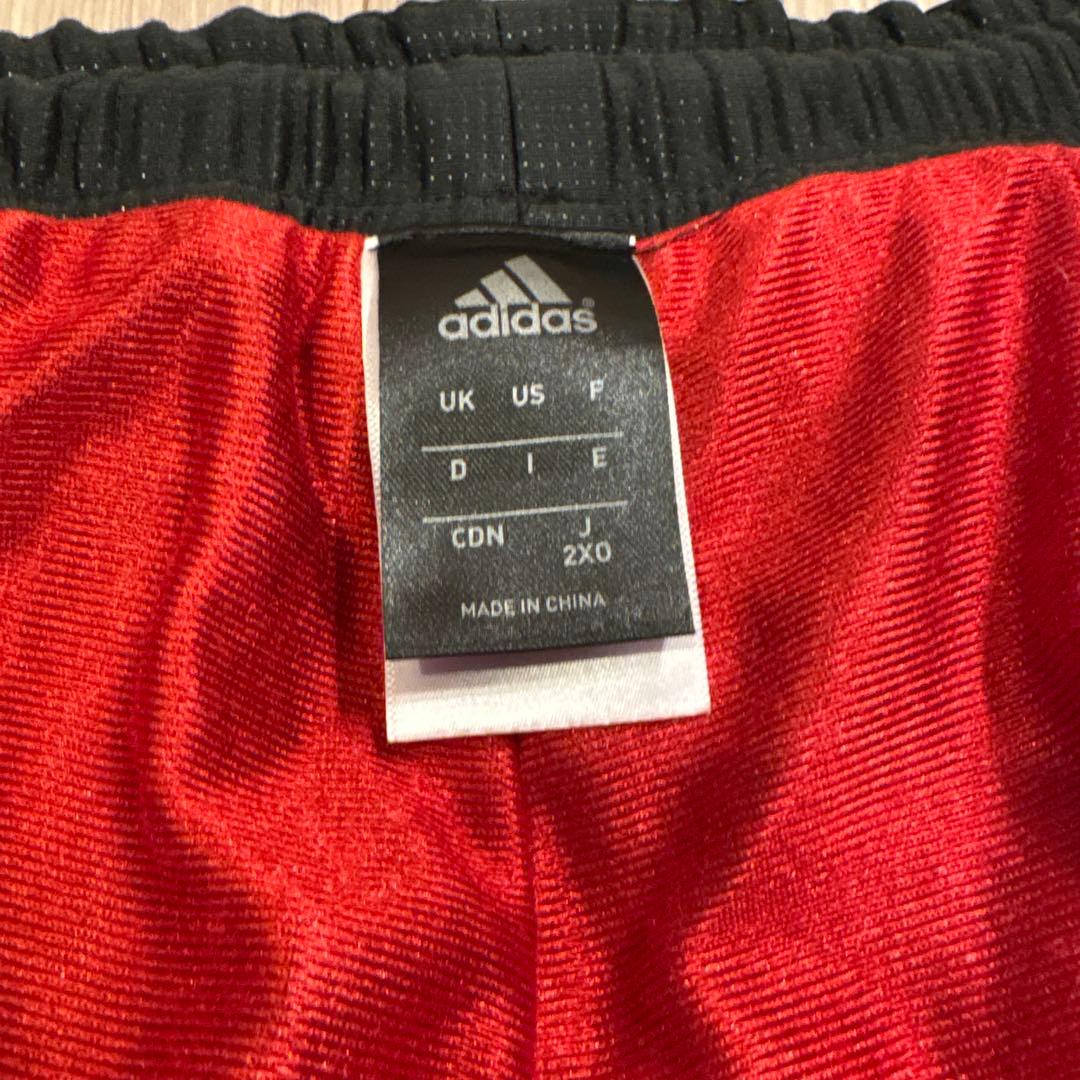 adidas®
UK US F
D I E
CDN J
2XO
MADE IN CHINA